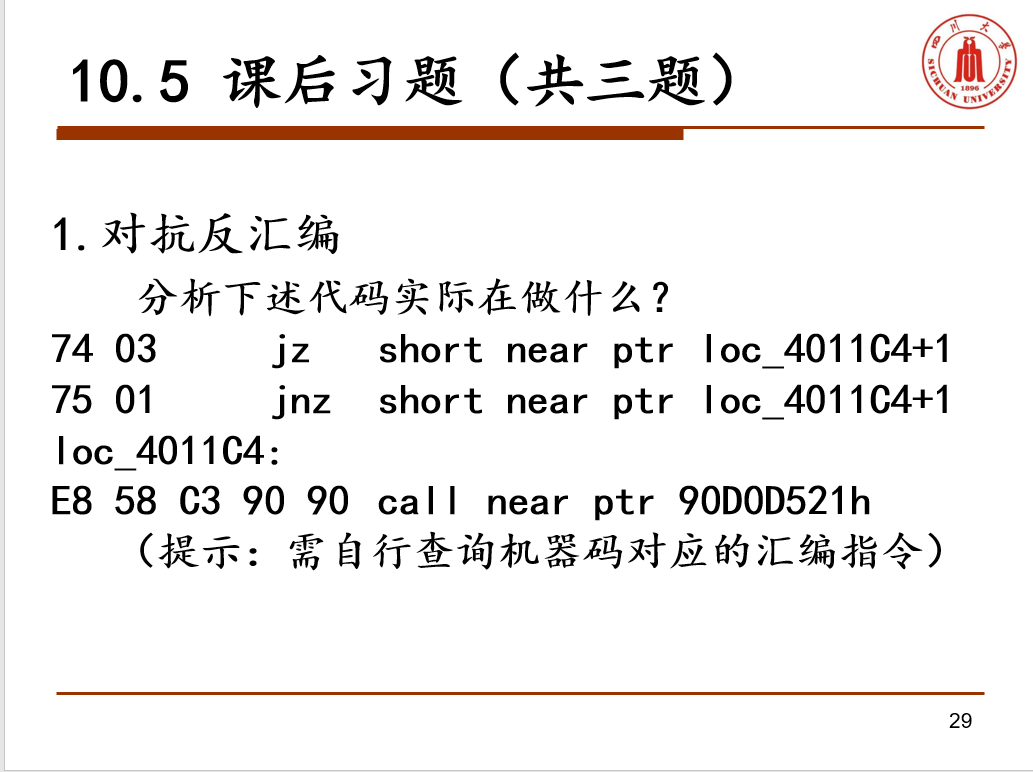 10.5 课后习题（共三题）
四川大学
SICHUAN UNIVERSITY
1896
1.对抗反汇编
分析下述代码实际在做什么？
74 03 jz short near ptr loc_4011C4+1
75 01 jnz short near ptr loc_4011C4+1
loc_4011C4:
E8 58 C3 90 90 call near ptr 90D0D521h
（提示：需自行查询机器码对应的汇编指令）
29